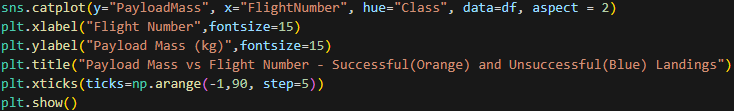 sns.catplot(y="PayloadMass", x="FlightNumber", hue="Class", data=df, aspect = 2)
plt.xlabel("Flight Number",fontsize=15)
plt.ylabel("Payload Mass (kg)",fontsize=15)
plt.title("Payload Mass vs Flight Number - Successful(Orange) and Unsuccessful(Blue) Landings")
plt.xticks(ticks=np.arange(-1,90, step=5))
plt.show()